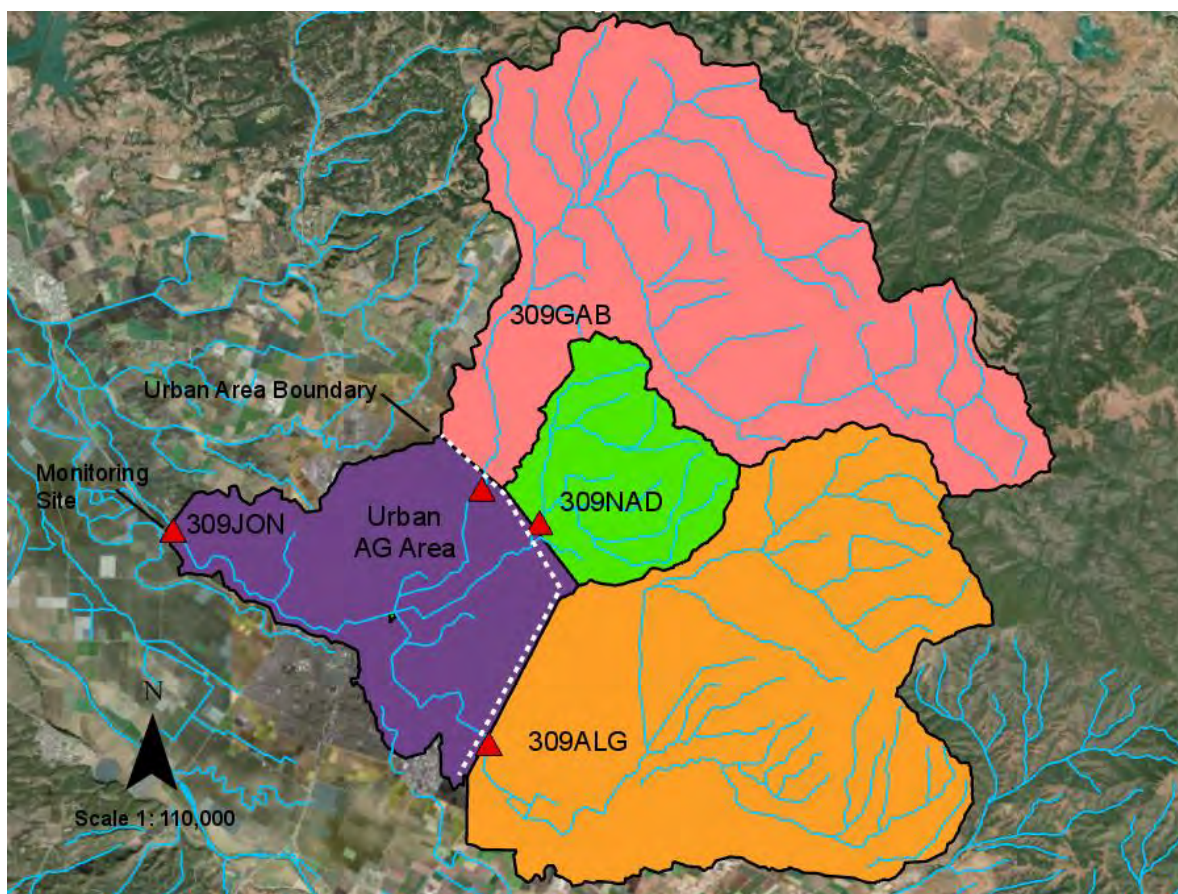 309GAB
Urban Area Boundary
Monitoring
Site
309JON
Urban
AG Area
309NAD
309ALG
N
Scale 1: 110,000